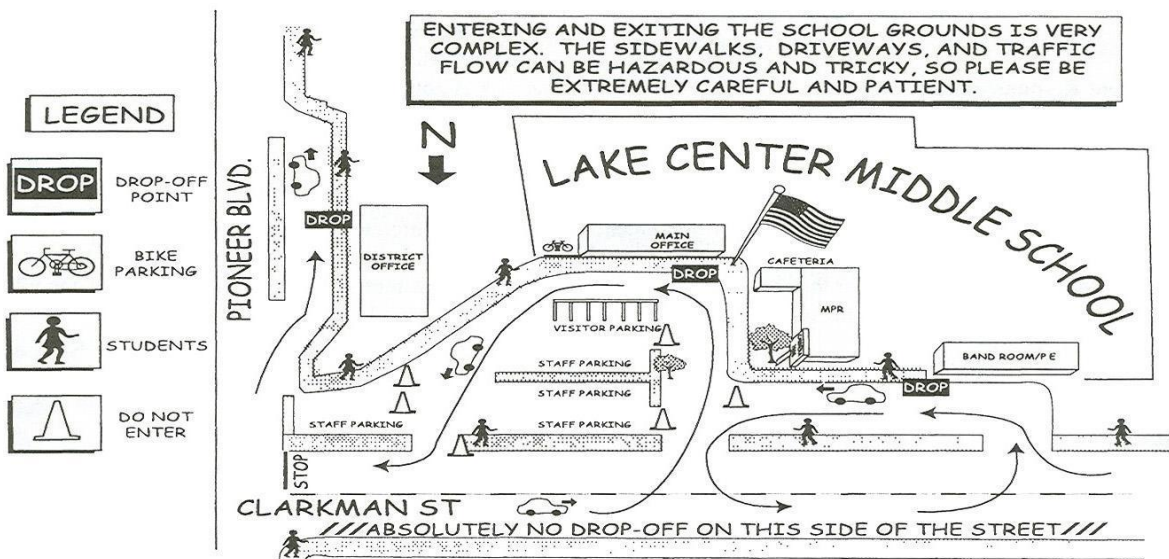 ENTERING AND EXITING THE SCHOOL GROUNDS IS VERY
COMPLEX. THE SIDEWALKS, DRIVEWAYS, AND TRAFFIC
FLOW CAN BE HAZARDOUS AND TRICKY, SO PLEASE BE
EXTREMELY CAREFUL AND PATIENT.
LEGEND
DROP
DROP-OFF
POINT
BIKE
PARKING
STUDENTS
DO NOT
ENTER
PIONEER BLVD.
N
LAKE CENTER MIDDLE SCHOOL
DROP
DISTRICT
OFFICE
MAIN
OFFICE
DROP
CAFETERIA
MPR
VISITOR PARKING
BAND ROOM/P E
DROP
STAFF PARKING
STAFF PARKING
STAFF PARKING
STAFF PARKING
STOP
CLARKMAN ST
////ABSOLUTELY NO DROP-OFF ON THIS SIDE OF THE STREET////